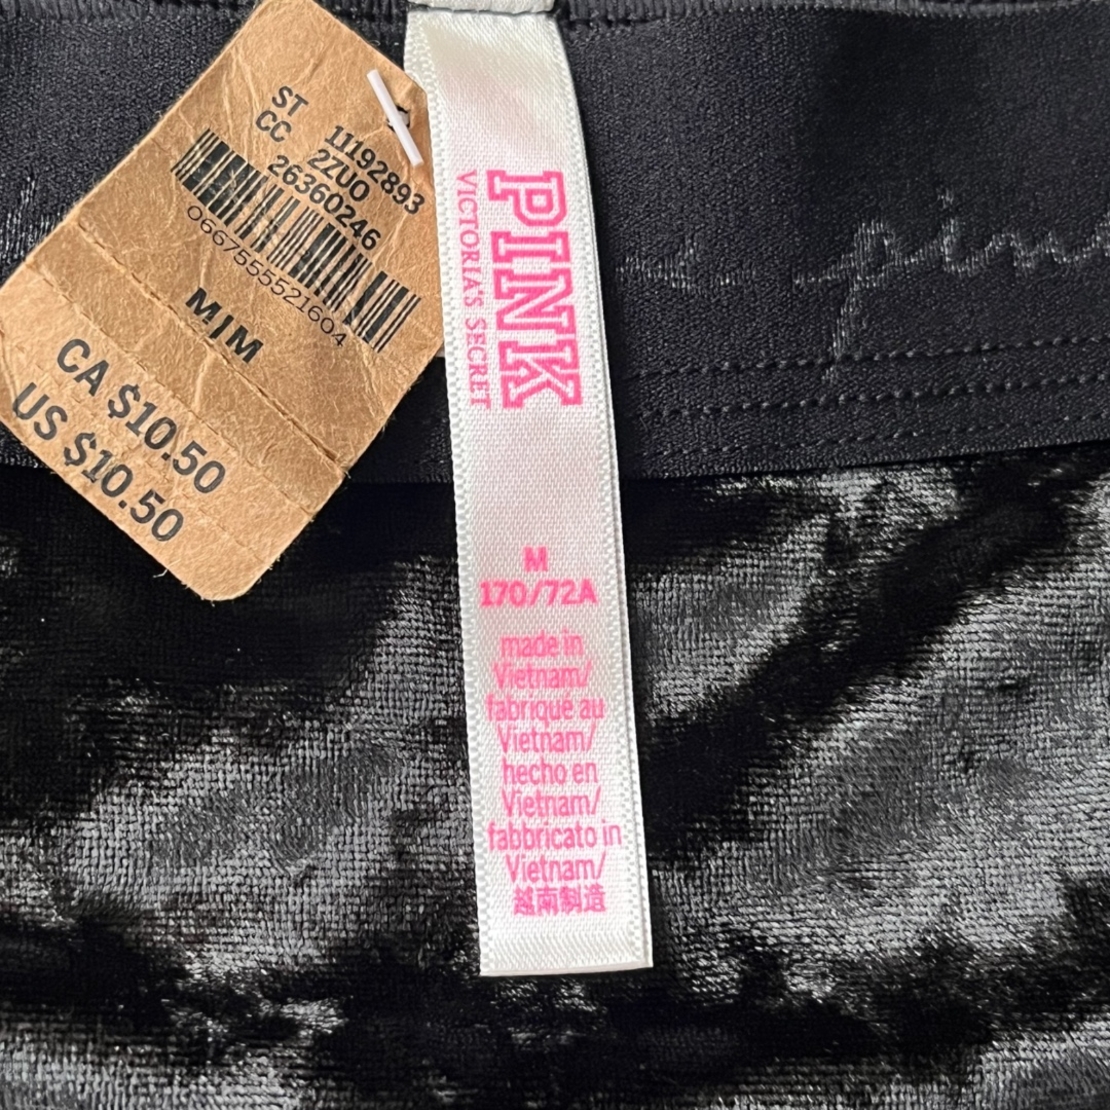 ST 11192893
CC 2ZUO
26360246
0667555521604
M|M
CA $10.50
US $10.50
PINK
VICTORIA'S SECRET
M
170/72A
made in
Vietnam/
fabriqué au
Vietnam/
hecho en
Vietnam/
fabbricato in
Vietnam/
越南制造